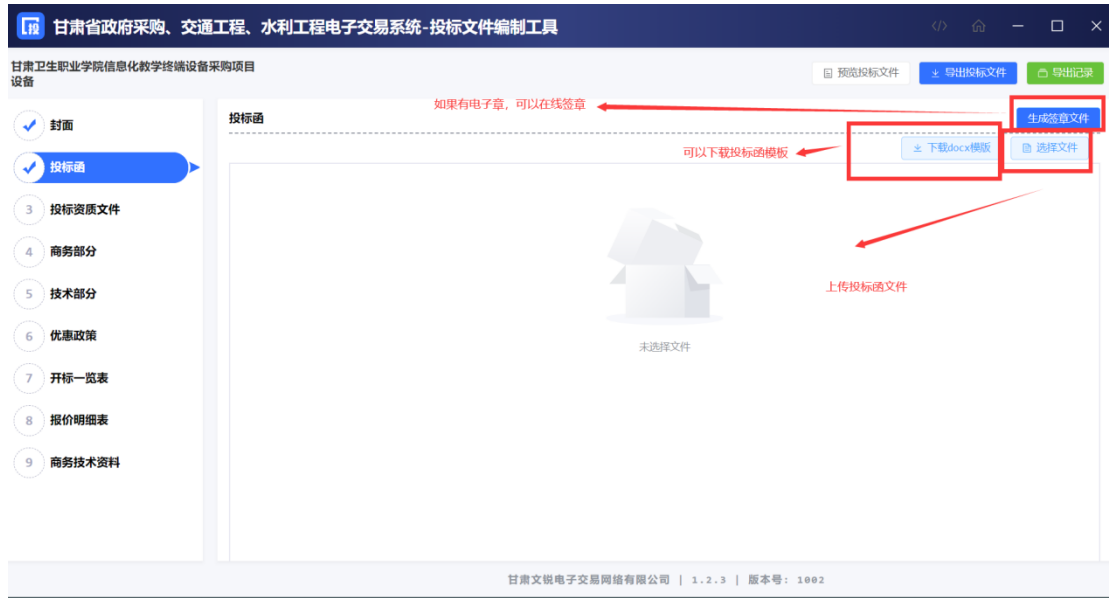 投 甘肃省政府采购、交通工程、水利工程电子交易系统-投标文件编制工具
甘肃卫生职业学院信息化教学终端设备采购项目
设备
预览投标文件
导出投标文件
导出记录
封面
投标函
3 投标资质文件
4 商务部分
5 技术部分
6 优惠政策
7 开标一览表
8 报价明细表
9 商务技术资料
投标函
如果有电子章，可以在线签章
生成签章文件
可以下载投标函模板
下载docx模版
选择文件
上传投标函文件
未选择文件
甘肃文锐电子交易网络有限公司 | 1.2.3 | 版本号: 1002